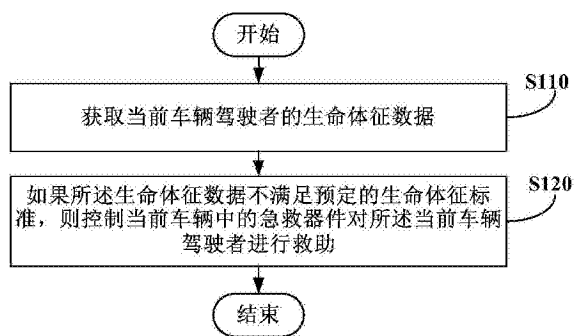 开始
S110
获取当前车辆驾驶者的生命体征数据
S120
如果所述生命体征数据不满足预定的生命体征标
准，则控制当前车辆中的急救器件对所述当前车辆
驾驶者进行救助
结束